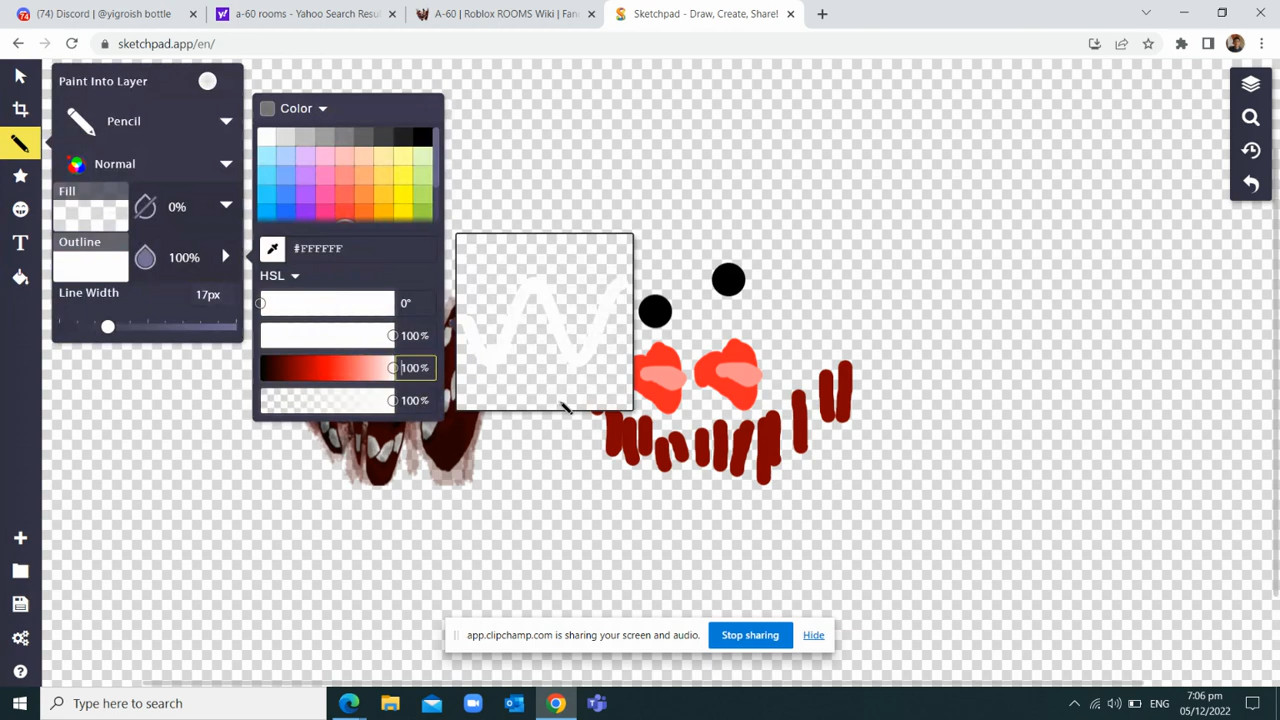 (74) Discord | @yigroish bottle
a-60 rooms - Yahoo Search Resul
A-60 | Roblox ROOMS Wiki | Fan
Sketchpad - Draw, Create, Share!
sketchpad.app/en/
Paint Into Layer
Pencil
Normal
Fill
0%
Outline
100%
Line Width
17px
Color
#FFFFFF
HSL
0°
100%
100%
100%
T
app.clipchamp.com is sharing your screen and audio.
Stop sharing
Hide
Type here to search
ENG
7:06 pm
05/12/2022